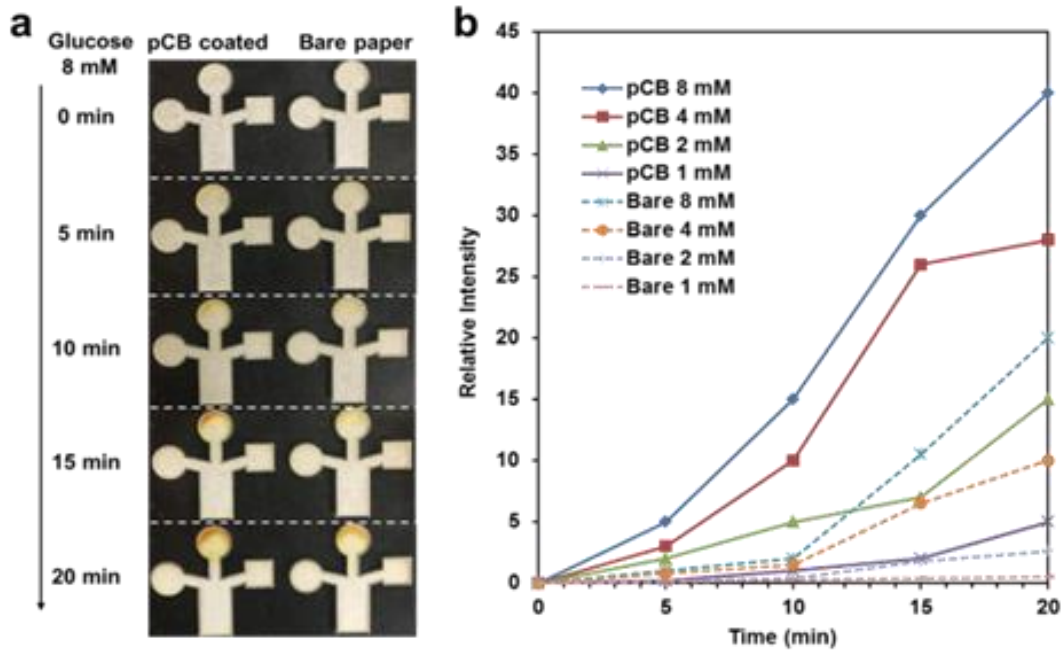 a
Glucose pCB coated Bare paper
8 mM
0 min
5 min
10 min
15 min
20 min
b
45
40
35
30
25
20
15
10
5
0
Relative Intensity
pCB 8 mM
pCB 4 mM
pCB 2 mM
pCB 1 mM
Bare 8 mM
Bare 4 mM
Bare 2 mM
Bare 1 mM
0 5 10 15 20
Time (min)